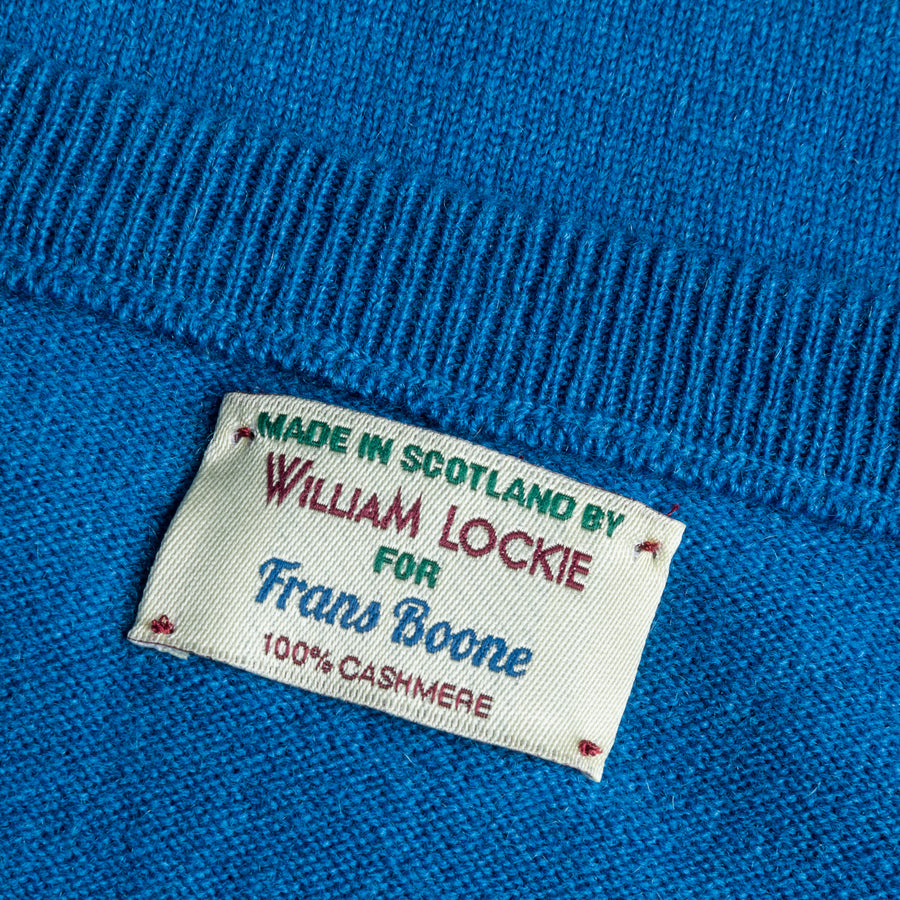 MADE IN SCOTLAND BY
WILLIAM LOCKIE
FOR
Frans Boone
100% CASHMERE